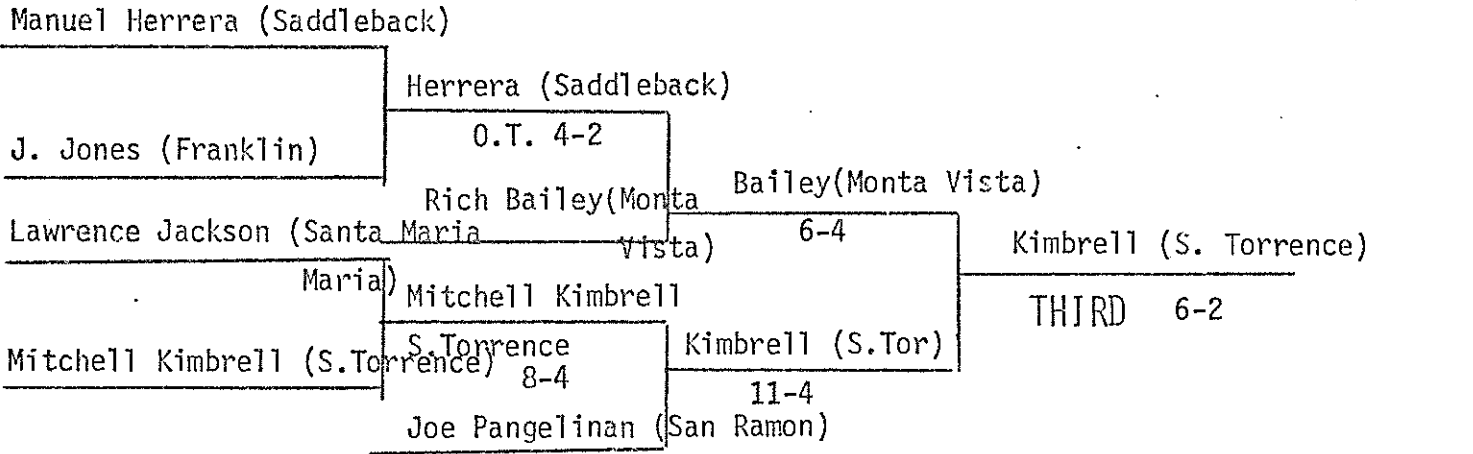 Manuel Herrera (Saddleback)
Herrera (Saddleback)
O.T. 4-2
J. Jones (Franklin)
Rich Bailey(Monta
Vista)
Bailey(Monta Vista)
6-4
Lawrence Jackson (Santa Maria
Maria)
Kimbrell (S. Torrence)
THIRD 6-2
Mitchell Kimbrell
S.Torrence
8-4
Mitchell Kimbrell (S.Torrence)
Kimbrell (S.Tor)
11-4
Joe Pangelinan (San Ramon)